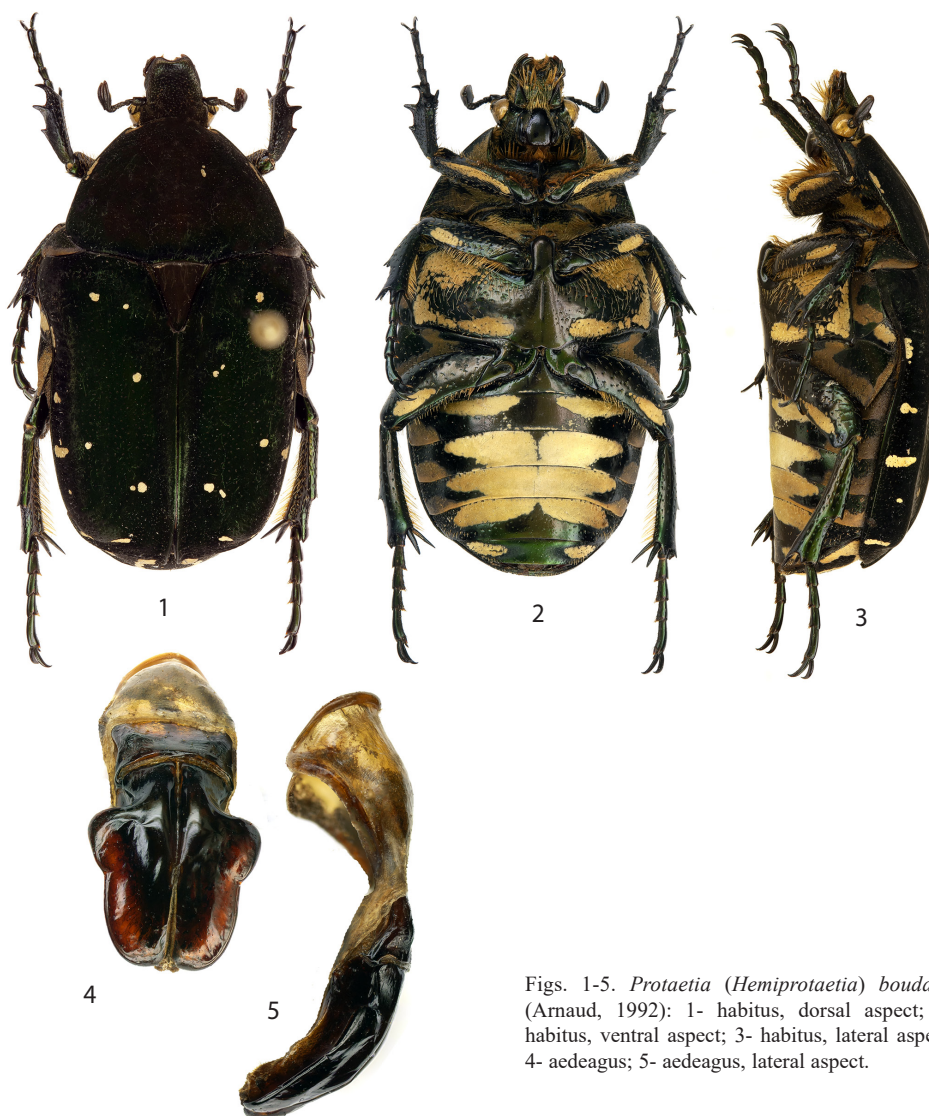 1
2
3
4
5
Figs. 1-5. Protaetia (Hemiprotaetia)
(Arnaud, 1992): 1- habitus, dorsal aspect;
habitus, ventral aspect; 3- habitus, lateral
4- aedeagus; 5- aedeagus, lateral aspect.